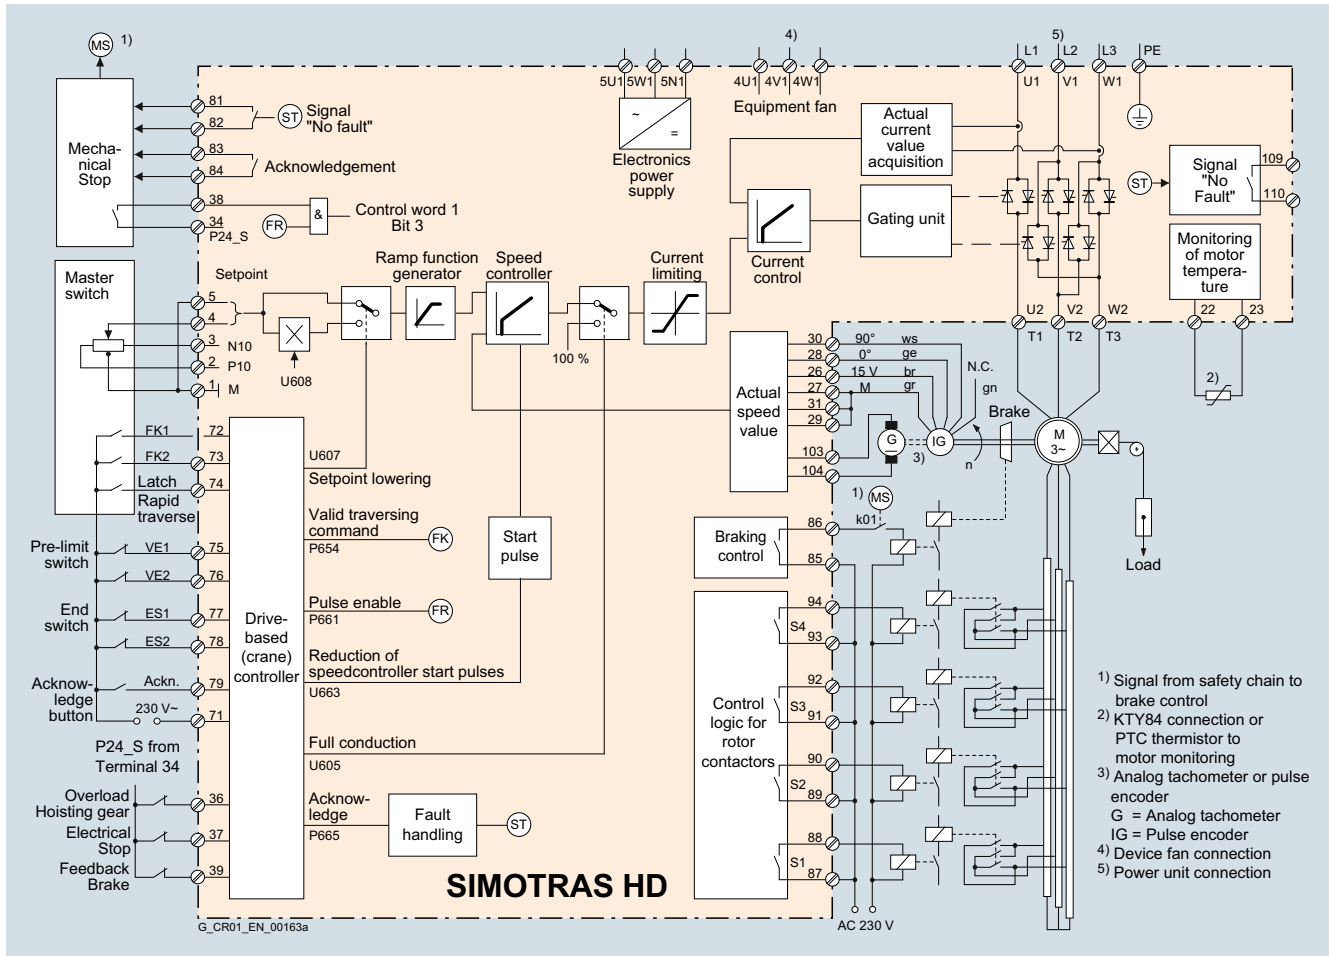 MS 1)
4)
5)
L1 L2 L3 PE
5U1 5W1 5N1
4U1 4V1 4W1
U1 V1 W1
Mecha-
nical
Stop
81
82
83
84
38
34
P24_S
ST
Signal
"No fault"
Acknowledgement
FR
&
Control word 1
Bit 3
~
=
Electronics
power
supply
Equipment fan
Actual
current
value
acquisition
Gating unit
Current
control
ST
Signal
"No
Fault"
109
110
Monitoring
of motor
tempera-
ture
22 23
2)
Master
switch
Setpoint
5
4
3 N10
2 P10
1 M
U608
Ramp function
generator
Speed
controller
Current
limiting
100 %
U2 V2 W2
T1 T2 T3
Actual
speed
value
30 90° ws
28 0° ge
26 15 V br
27 M gr
31
29
103
104
N.C.
gn
Brake
G
3)
IG
n
M
3~
Load
FK1 72
FK2 73
Latch 74
Rapid
traverse
Pre-limit
switch
VE1 75
VE2 76
End
switch
ES1 77
ES2 78
Acknow-
ledge
button
Ackn. 79
230 V~ 71
P24_S from
Terminal 34
Overload
Hoisting gear
36
Electrical
Stop
37
Feedback
Brake
39
Drive-
based
(crane)
controller
U607
Setpoint lowering
Valid traversing
command
P654
FK
Pulse enable
P661
FR
Reduction of
speedcontroller start pulses
U663
Full conduction
U605
Acknow-
ledge
P665
Start
pulse
Fault
handling
ST
Braking
control
1)
MS
k01
86
85
Control
logic for
rotor
contactors
94
S4
93
92
S3
91
90
S2
89
88
S1
87
AC 230 V
SIMOTRAS HD
G_CR01_EN_00163a
1) Signal from safety chain to
brake control
2) KTY84 connection or
PTC thermistor to
motor monitoring
3) Analog tachometer or pulse
encoder
G = Analog tachometer
IG = Pulse encoder
4) Device fan connection
5) Power unit connection